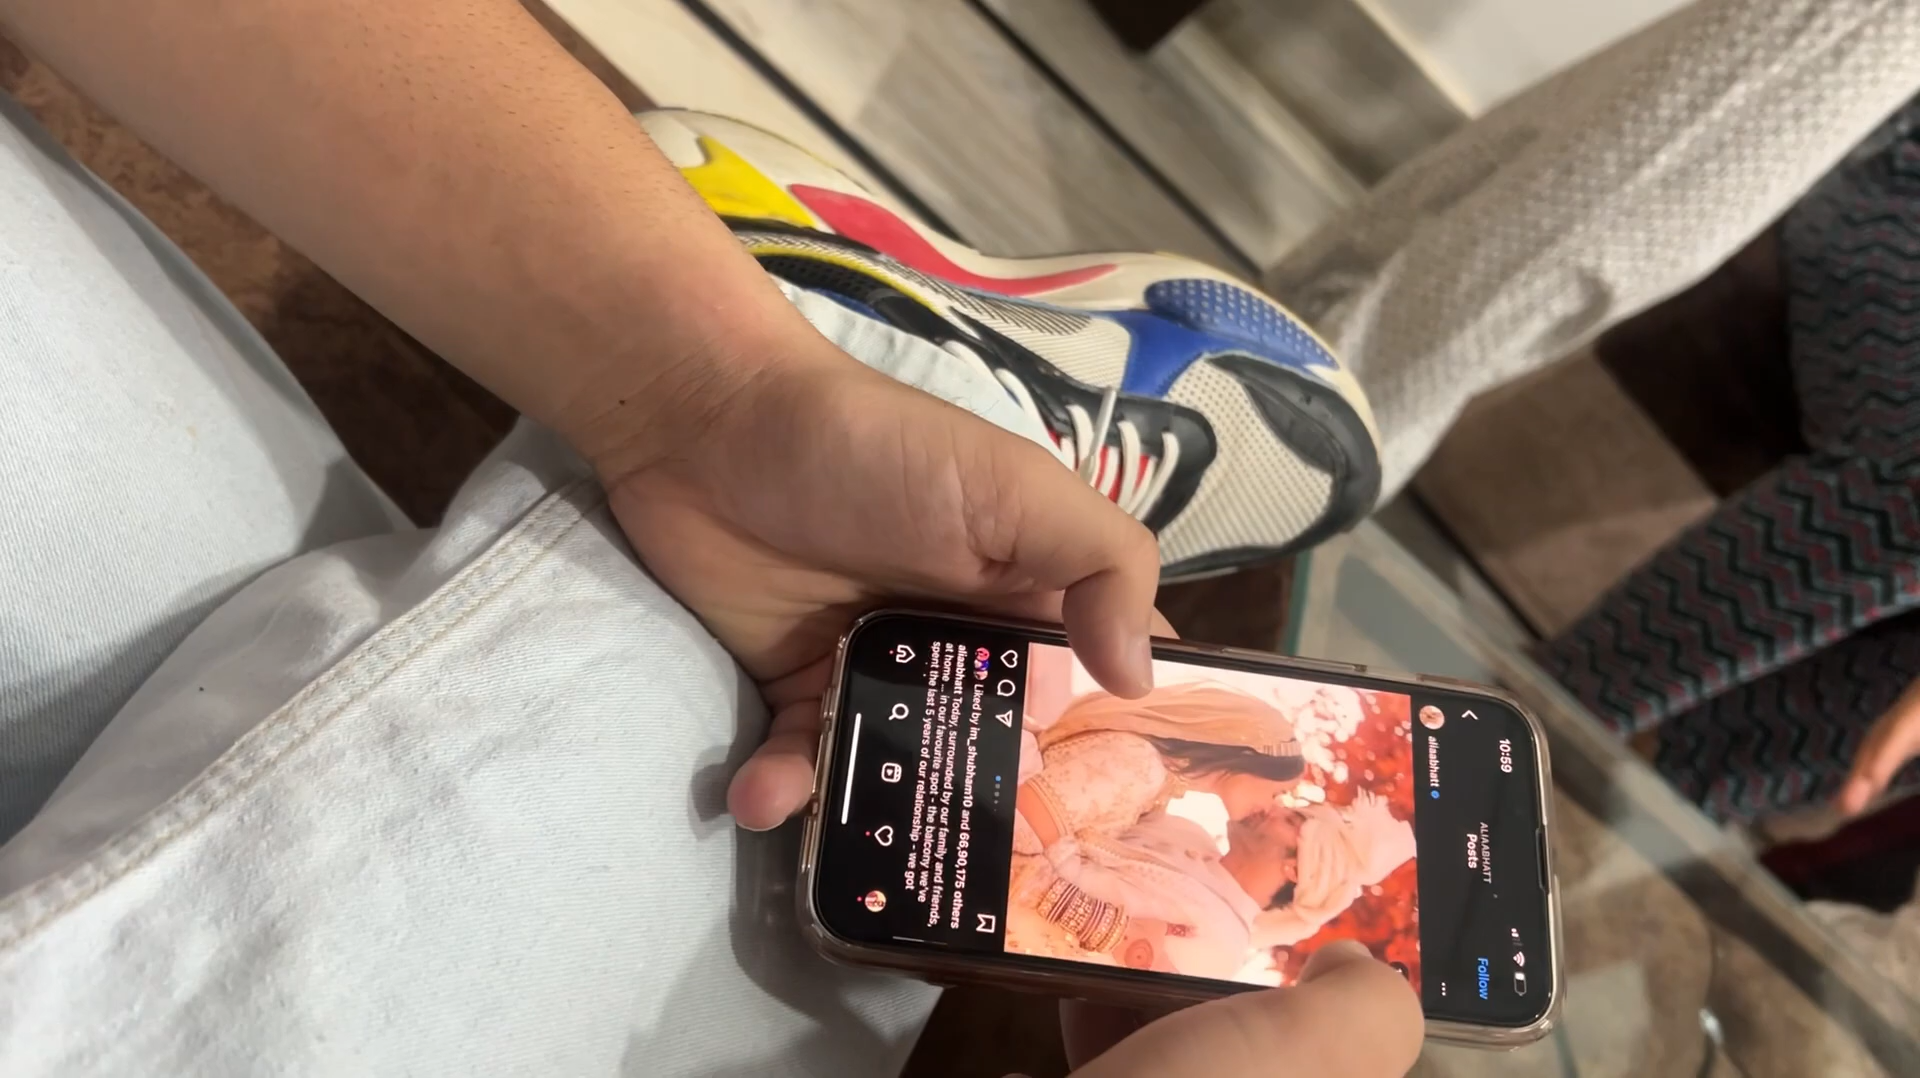 10:59
ALIAABHATT
Posts
Follow
aliaabhatt
Liked by im_shubham10 and 66,90,175 others
aliaabhatt Today, surrounded by our family and friends,
at home ... in our favourite spot - the balcony we've
spent the last 5 years of our relationship - we got